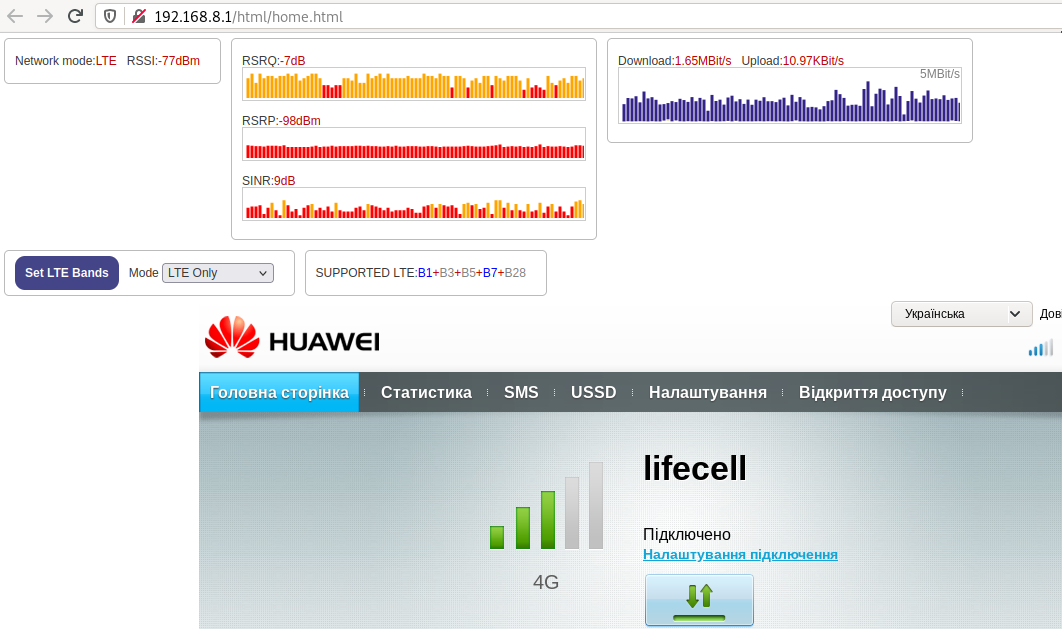 192.168.8.1/html/home.html
Network mode:LTE RSSI:-77dBm
RSRQ:-7dB
RSRP:-98dBm
SINR:9dB
Download:1.65MBit/s Upload:10.97KBit/s
5MBit/s
Set LTE Bands Mode LTE Only
SUPPORTED LTE:B1+B3+B5+B7+B28
Українська
HUAWEI
Головна сторінка Статистика SMS USSD Налаштування Відкриття доступу
lifecell
Підключено
Налаштування підключення
4G